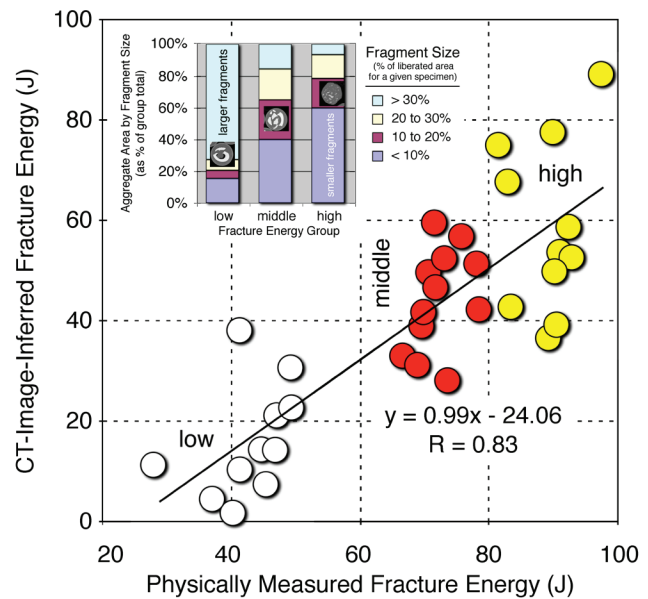 Aggregate Area by Fragment Size
(as % of group total)
100%
80%
60%
40%
20%
0%
larger fragments
smaller fragments
low
middle
high
Fracture Energy Group
Fragment Size
(% of liberated area
for a given specimen)
> 30%
20 to 30%
10 to 20%
< 10%
CT-Image-Inferred Fracture Energy (J)
100
80
60
40
20
0
high
middle
low
y = 0.99x - 24.06
R = 0.83
20
40
60
80
100
Physically Measured Fracture Energy (J)